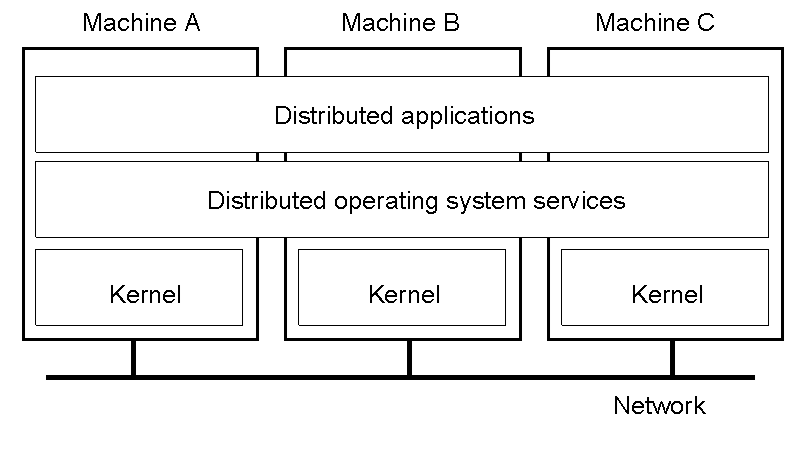 Machine A
Machine B
Machine C
Distributed applications
Distributed operating system services
Kernel
Kernel
Kernel
Network